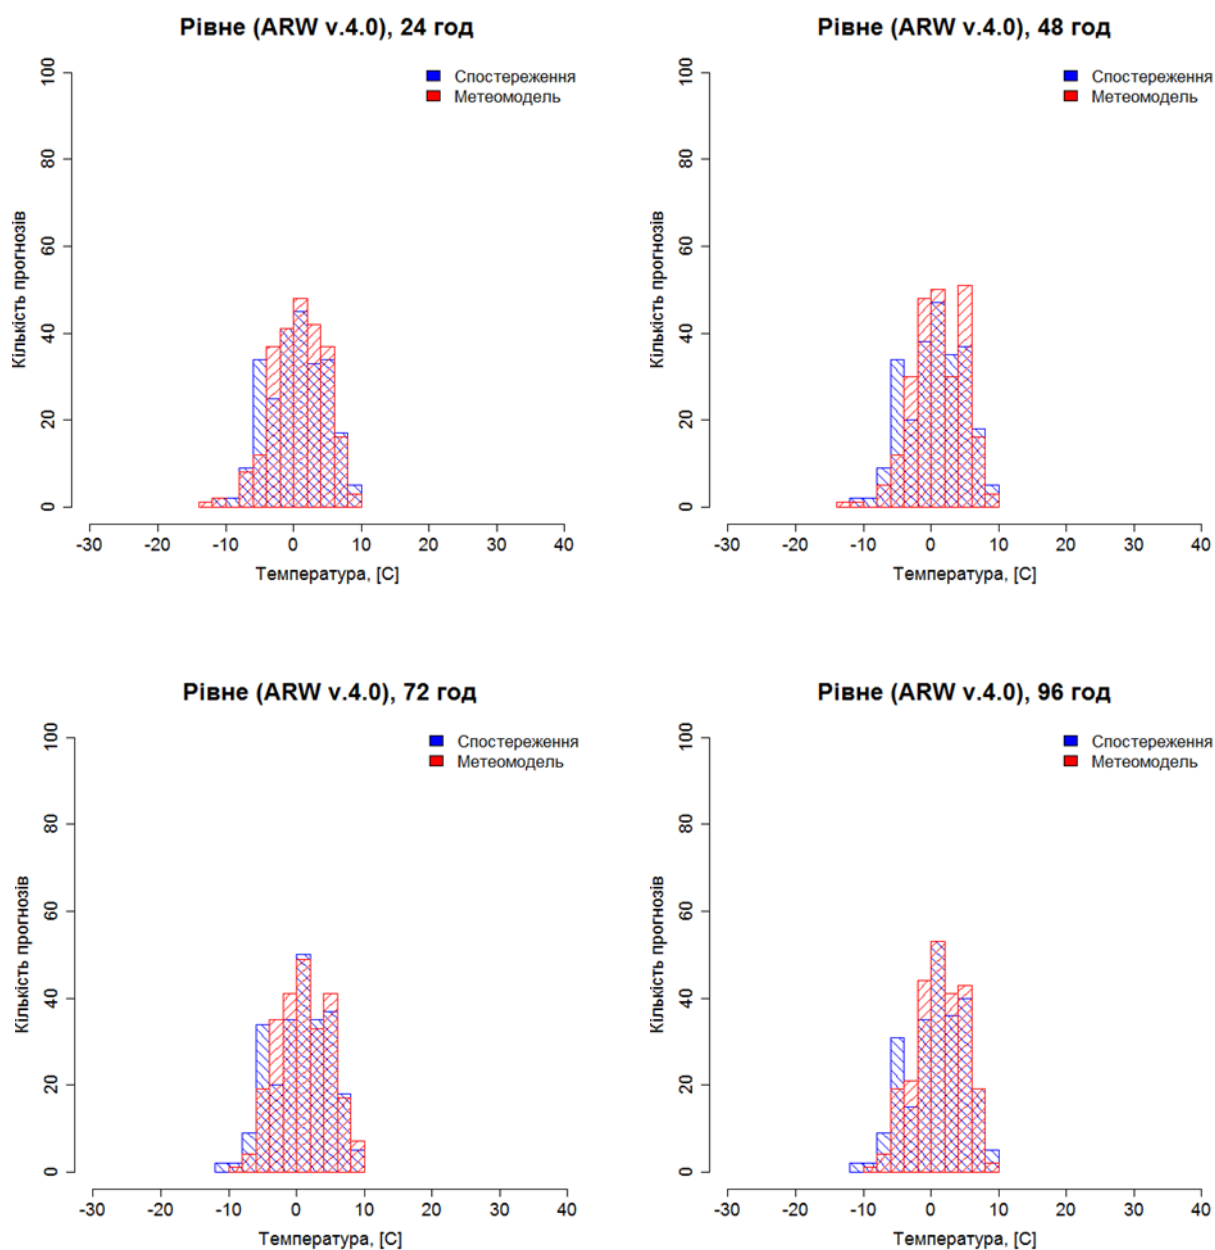 Рівне (ARW v.4.0), 24 год
Спостереження
Метеомодель
Кількість прогнозів
0 20 40 60 80 100
-30 -20 -10 0 10 20 30 40
Температура, [C]
Рівне (ARW v.4.0), 48 год
Спостереження
Метеомодель
Кількість прогнозів
0 20 40 60 80 100
-30 -20 -10 0 10 20 30 40
Температура, [C]
Рівне (ARW v.4.0), 72 год
Спостереження
Метеомодель
Кількість прогнозів
0 20 40 60 80 100
-30 -20 -10 0 10 20 30 40
Температура, [C]
Рівне (ARW v.4.0), 96 год
Спостереження
Метеомодель
Кількість прогнозів
0 20 40 60 80 100
-30 -20 -10 0 10 20 30 40
Температура, [C]